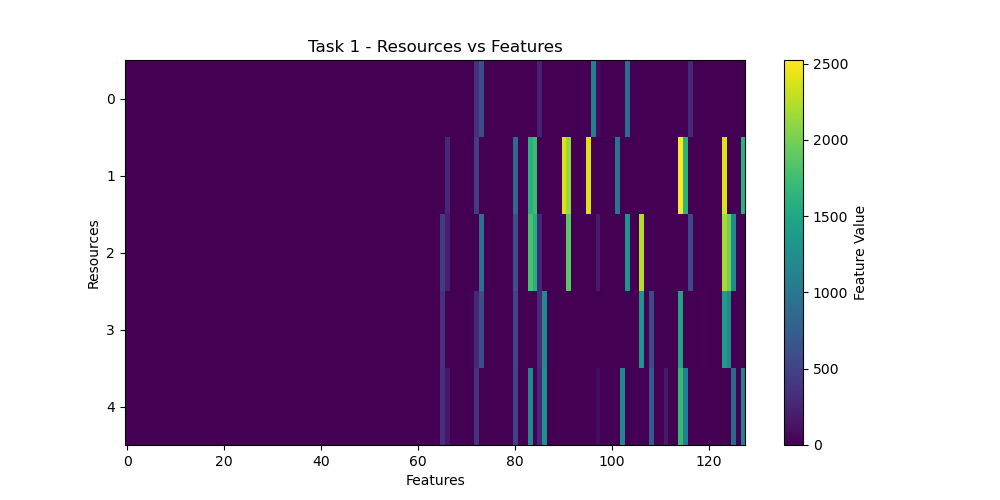 Task 1 - Resources vs Features
Resources
0
1
2
3
4
0 20 40 60 80 100 120
Features
2500
2000
1500
1000
500
0
Feature Value